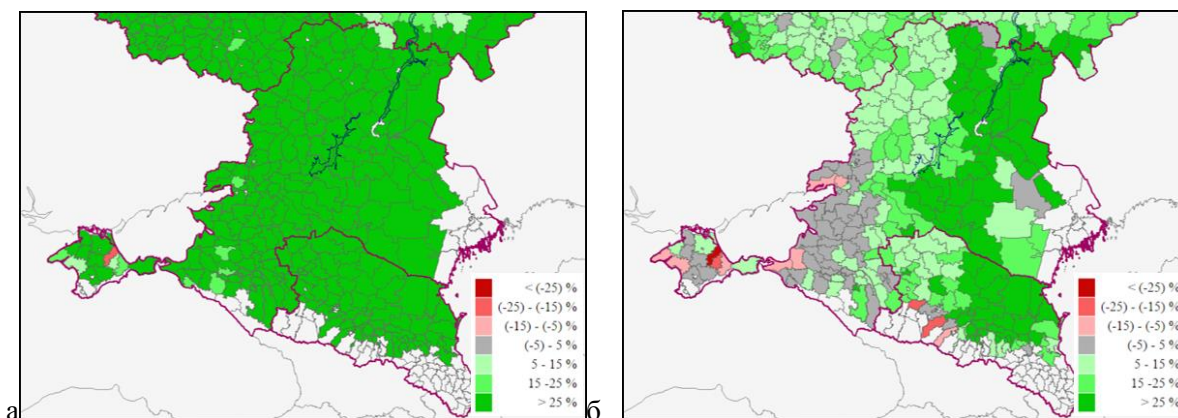 < (-25) %
(-25) - (-15) %
(-15) - (-5) %
(-5) - 5 %
5 - 15 %
15 -25 %
> 25 %
а
< (-25) %
(-25) - (-15) %
(-15) - (-5) %
(-5) - 5 %
5 - 15 %
15 -25 %
> 25 %
б